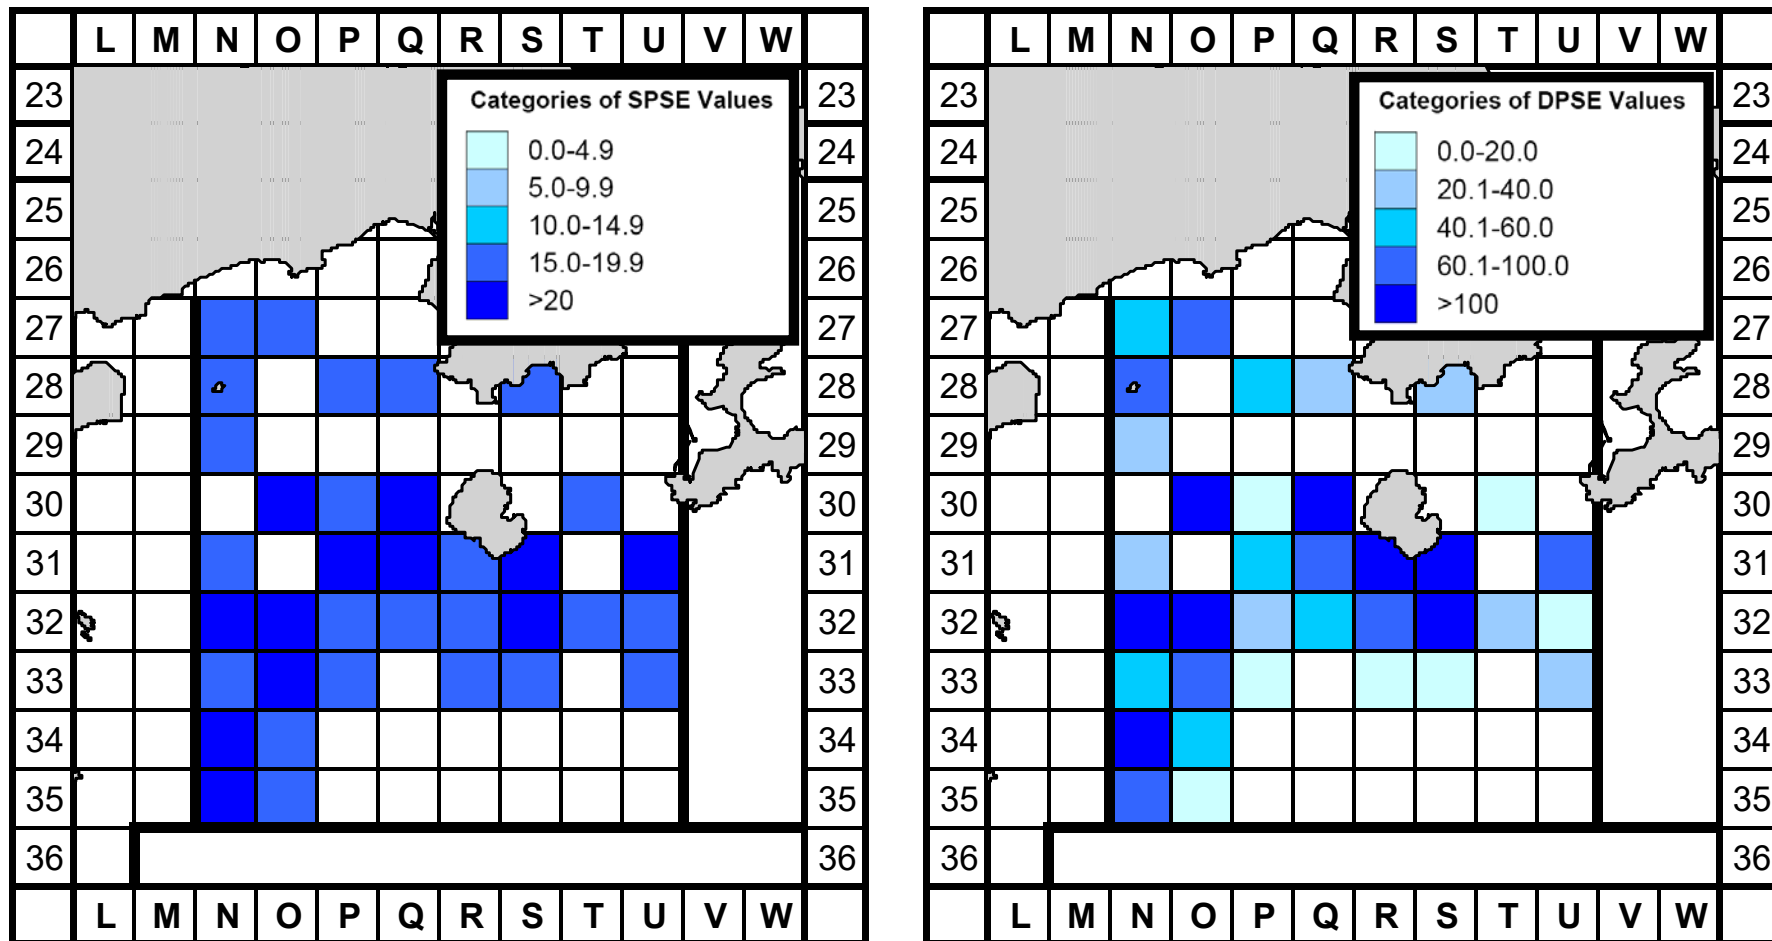 L M N O P Q R S T U V W
L M N O P Q R S T U V W
Categories of SPSE Values
0.0-4.9
5.0-9.9
10.0-14.9
15.0-19.9
>20
Categories of DPSE Values
0.0-20.0
20.1-40.0
40.1-60.0
60.1-100.0
>100
23 23 23 23
24 24 24 24
25 25 25 25
26 26 26 26
27 27 27 27
28 28 28 28
29 29 29 29
30 30 30 30
31 31 31 31
32 32 32 32
33 33 33 33
34 34 34 34
35 35 35 35
36 36 36 36
L M N O P Q R S T U V W
L M N O P Q R S T U V W